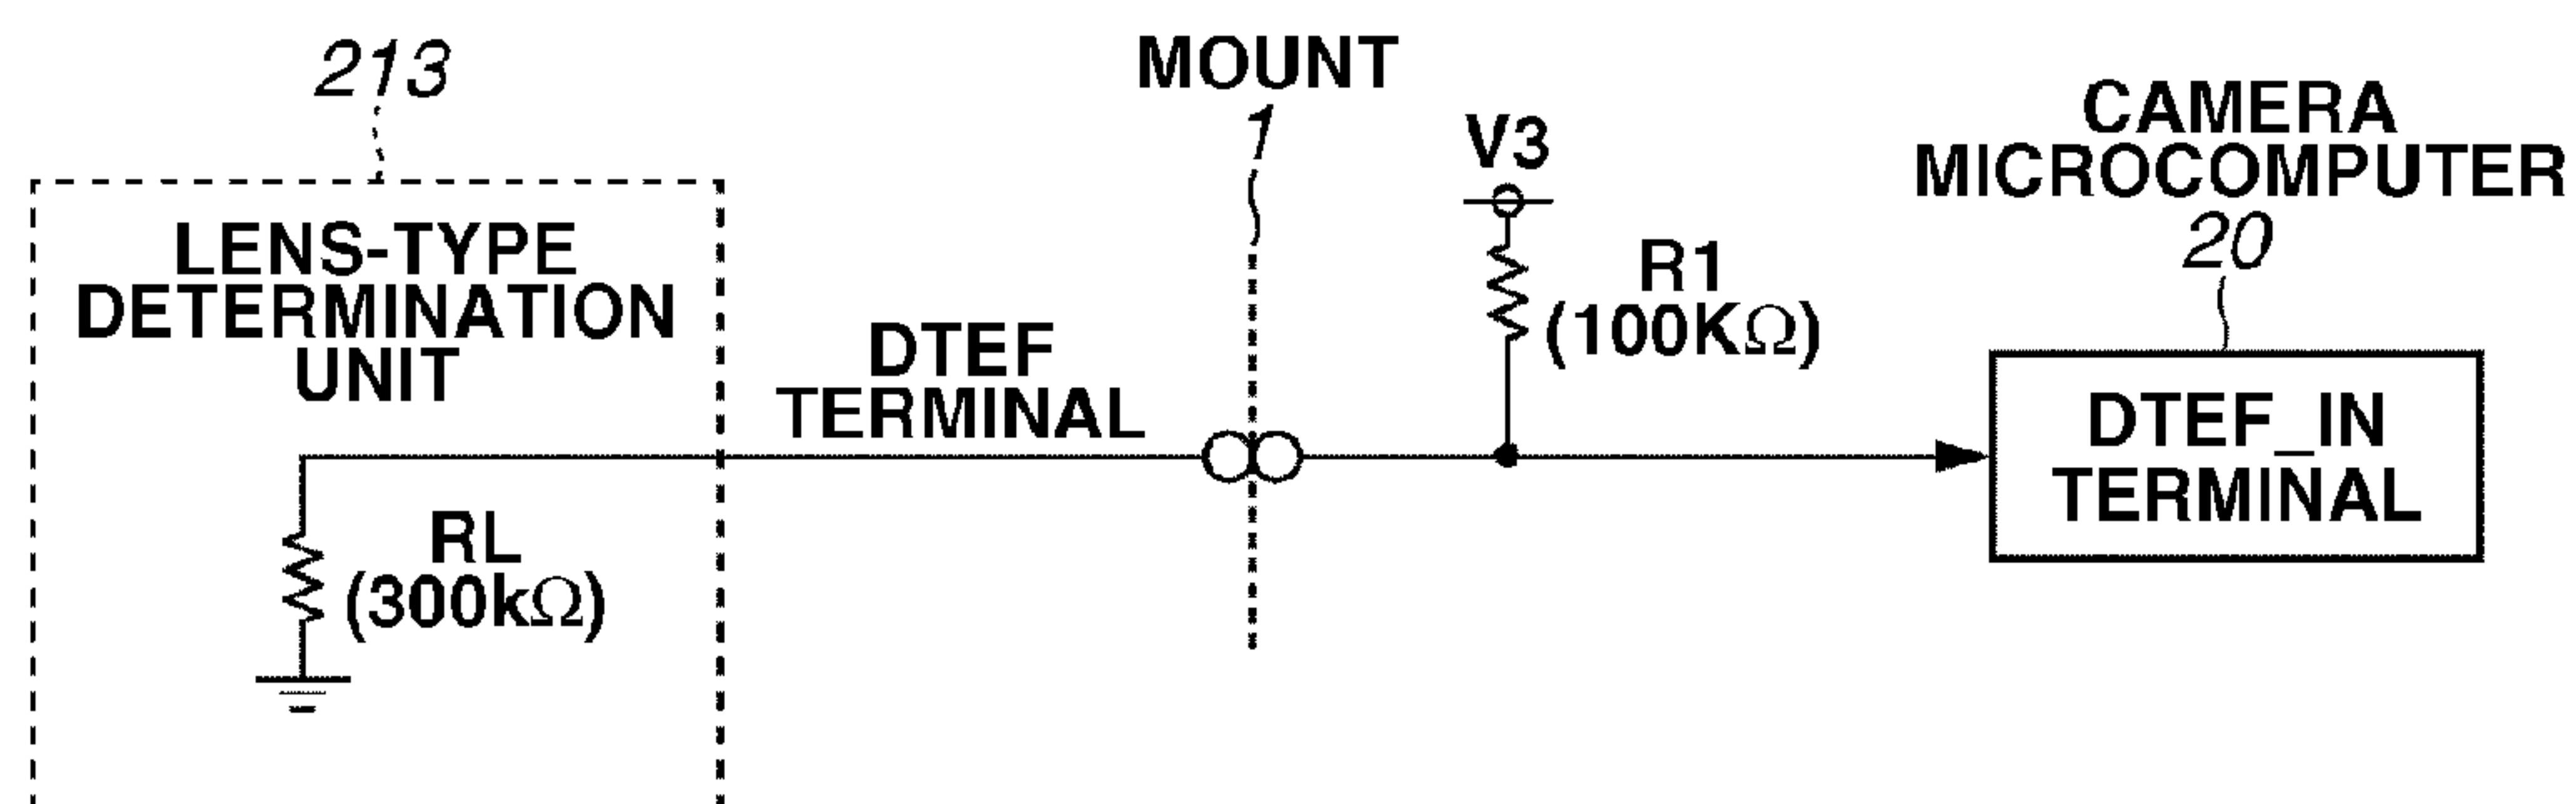 213
LENS-TYPE
DETERMINATION
UNIT
RL
(300kΩ)
DTEF
TERMINAL
MOUNT
1
V3
R1
(100KΩ)
CAMERA
MICROCOMPUTER
20
DTEF_IN
TERMINAL